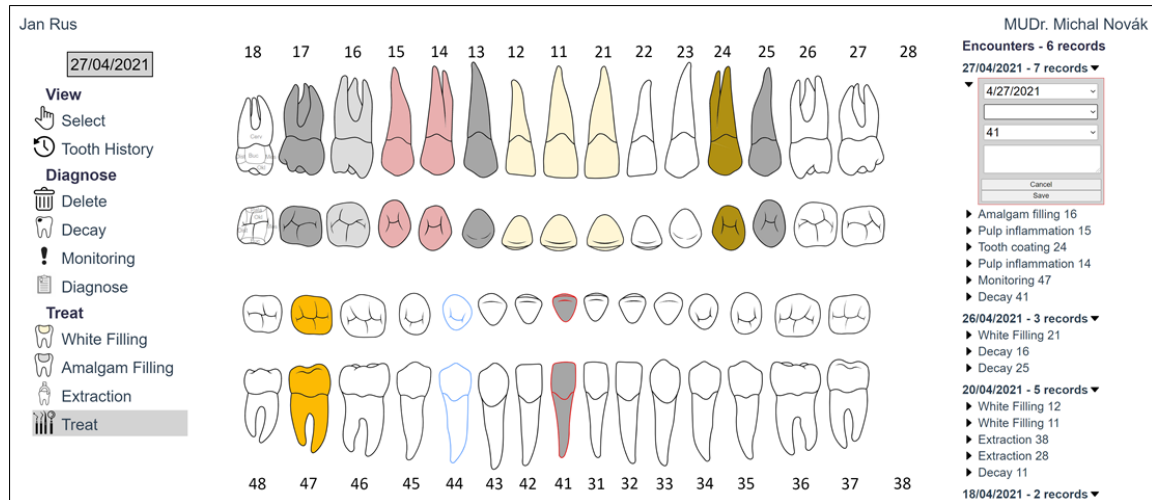 Jan Rus
MUDr. Michal Novák
27/04/2021
View
Select
Tooth History
Diagnose
Delete
Decay
Monitoring
Diagnose
Treat
White Filling
Amalgam Filling
Extraction
Treat
18 17 16 15 14 13 12 11 21 22 23 24 25 26 27 28
Cerv
Buc
48 47 46 45 44 43 42 41 31 32 33 34 35 36 37 38
Encounters - 6 records
27/04/2021 - 7 records
4/27/2021
41
Cancel
Save
Amalgam filling 16
Pulp inflammation 15
Tooth coating 24
Pulp inflammation 14
Monitoring 47
Decay 41
26/04/2021 - 3 records
White Filling 21
Decay 16
Decay 25
20/04/2021 - 5 records
White Filling 12
White Filling 11
Extraction 38
Extraction 28
Decay 11
18/04/2021 - 2 records